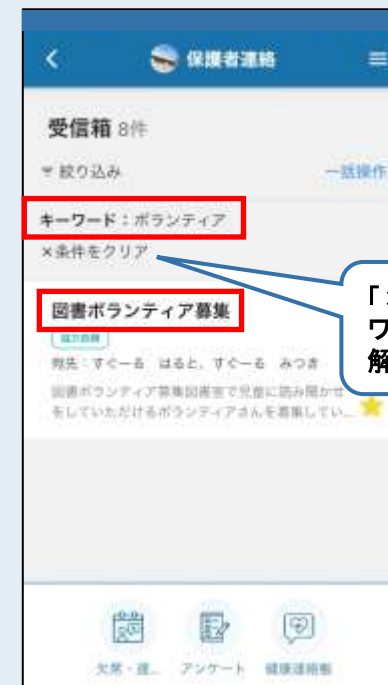 保護者連絡
受信箱 8件
絞り込み 一括操作
キーワード：ボランティア
×条件をクリア
「
ワ
解
図書ボランティア募集
協力依頼
宛先：すぐーる はると, すぐーる みつき
図書ボランティア募集図書室で児童に読み聞かせ
をしていただけるボランティアさんを募集してい...
欠席・遅... アンケート 健康連絡帳